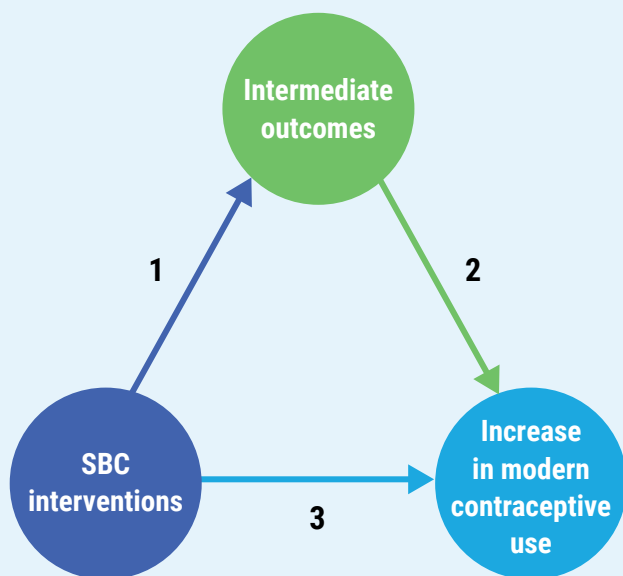 Intermediate
outcomes
1
2
SBC
interventions
3
Increase
in modern
contraceptive
use